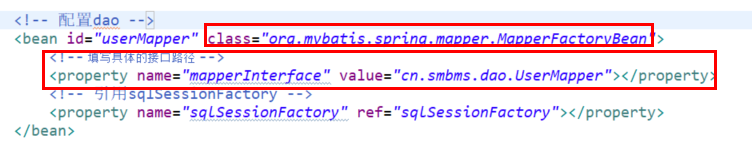 <!-- 配置dao -->
<bean id="userMapper" class="org.mybatis.spring.mapper.MapperFactoryBean">
<!-- 填写具体的接口路径 -->
<property name="mapperInterface" value="cn.smbms.dao.UserMapper"></property>
<!-- 引用sqlSessionFactory -->
<property name="sqlSessionFactory" ref="sqlSessionFactory"></property>
</bean>